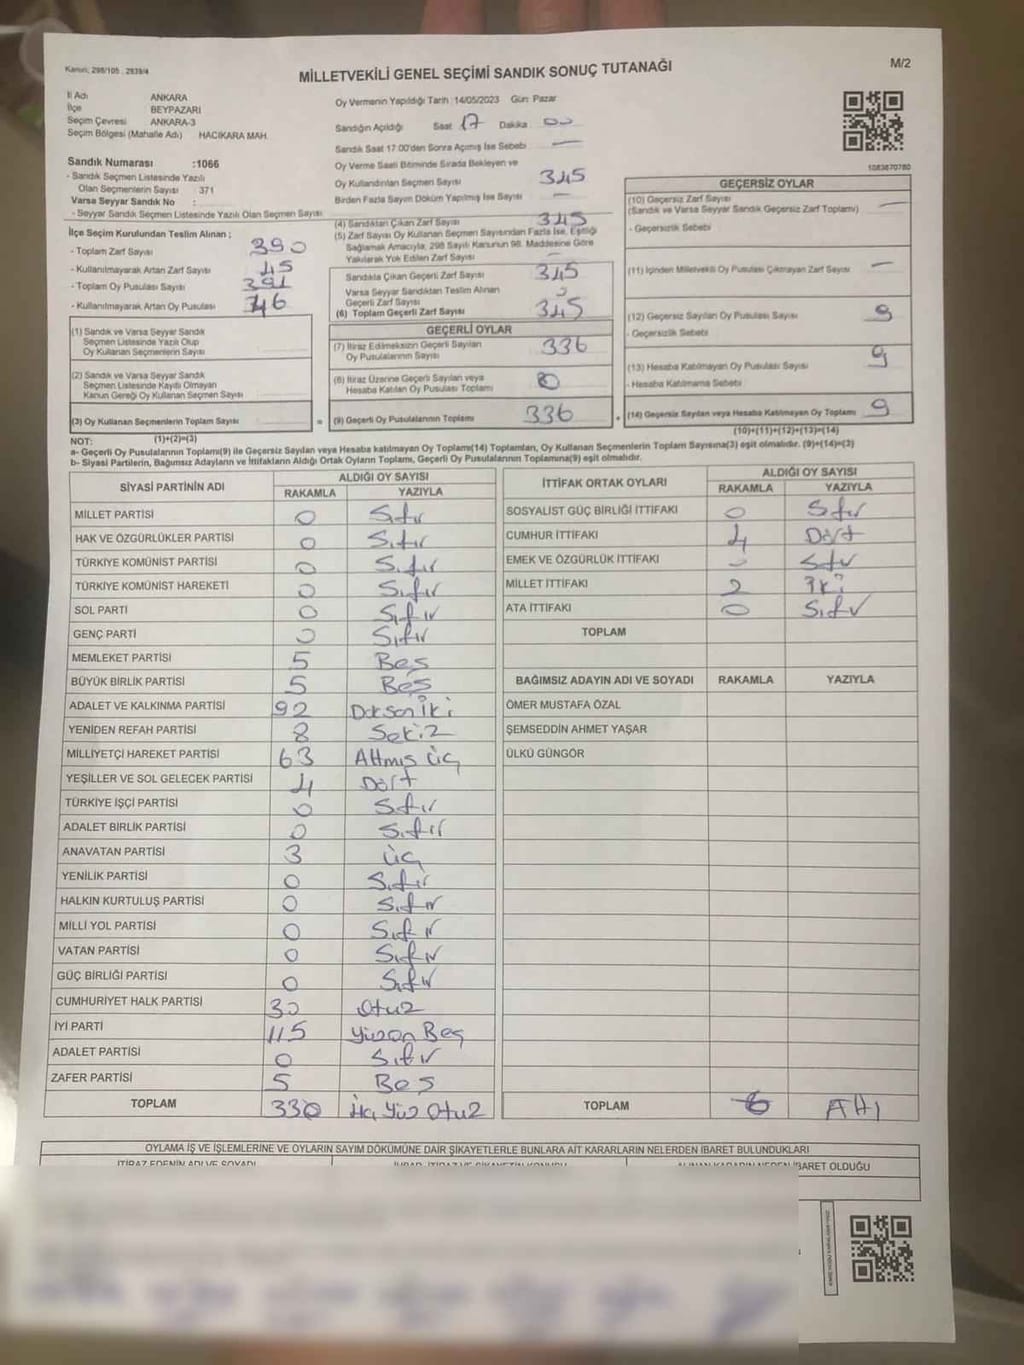 Kanun: 298/105 , 2839/4
MİLLETVEKİLİ GENEL SEÇİMİ SANDIK SONUÇ TUTANAĞI
M/2
İl Adı ANKARA
İlçe BEYPAZARI
Seçim Çevresi ANKARA-3
Seçim Bölgesi (Mahalle Adı) HACIKARA MAH.
Oy Vermenin Yapıldığı Tarih :14/05/2023 Gün: Pazar
Sandığın Açıldığı Saat 17 Dakika 00
Sandık Saat 17.00'den Sonra Açılmış İse Sebebi —
Sandık Numarası :1066
- Sandık Seçmen Listesinde Yazılı
Olan Seçmenlerin Sayısı 371
Varsa Seyyar Sandık No :
- Seyyar Sandık Seçmen Listesinde Yazılı Olan Seçmen Sayısı
Oy Verme Saati Bitiminde Sırada Bekleyen ve
Oy Kullandırılan Seçmen Sayısı 345
Birden Fazla Sayım Döküm Yapılmış İse Sayısı —
1083870780
İlçe Seçim Kurulundan Teslim Alınan ;
- Toplam Zarf Sayısı 390
- Kullanılmayarak Artan Zarf Sayısı 45
- Toplam Oy Pusulası Sayısı 391
- Kullanılmayarak Artan Oy Pusulası 46
(4) Sandıktan Çıkan Zarf Sayısı 345
(5) Zarf Sayısı Oy Kullanan Seçmen Sayısından Fazla İse, Eşitliği
Sağlamak Amacıyla, 298 Sayılı Kanunun 98. Maddesine Göre
Yakılarak Yok Edilen Zarf Sayısı —
Sandıkta Çıkan Geçerli Zarf Sayısı 345
Varsa Seyyar Sandıktan Teslim Alınan
Geçerli Zarf Sayısı
(6) Toplam Geçerli Zarf Sayısı 345
GEÇERSİZ OYLAR
(10) Geçersiz Zarf Sayısı —
(Sandık ve Varsa Seyyar Sandık Geçersiz Zarf Toplamı)
- Geçersizlik Sebebi
(11) İçinden Milletvekili Oy Pusulası Çıkmayan Zarf Sayısı —
(12) Geçersiz Sayılan Oy Pusulası Sayısı 9
- Geçersizlik Sebebi
(13) Hesaba Katılmayan Oy Pusulası Sayısı 9
- Hesaba Katılmama Sebebi
(14) Geçersiz Sayılan veya Hesaba Katılmayan Oy Toplamı 9
(10)+(11)+(12)+(13)=(14)
(1) Sandık ve Varsa Seyyar Sandık
Seçmen Listesinde Yazılı Olup
Oy Kullanan Seçmenlerin Sayısı
(2) Sandık ve Varsa Seyyar Sandık
Seçmen Listesinde Kaydı Olmayan
Kanun Gereği Oy Kullanan Seçmen Sayısı
(3) Oy Kullanan Seçmenlerin Toplam Sayısı =
(1)+(2)=(3)
GEÇERLİ OYLAR
(7) İtiraz Edilmeksizin Geçerli Sayılan
Oy Pusulalarının Sayısı 336
(8) İtiraz Üzerine Geçerli Sayılan veya
Hesaba Katılan Oy Pusulası Toplamı 0
(9) Geçerli Oy Pusulalarının Toplamı 336 +
NOT:
a- Geçerli Oy Pusulalarının Toplamı(9) ile Geçersiz Sayılan veya Hesaba katılmayan Oy Toplamı(14) Toplamları, Oy Kullanan Seçmenlerin Toplam Sayısına(3) eşit olmalıdır. (9)+(14)=(3)
b- Siyasi Partilerin, Bağımsız Adayların ve İttifakların Aldığı Ortak Oyların Toplamı, Geçerli Oy Pusulalarının Toplamına(9) eşit olmalıdır.
SİYASİ PARTİNİN ADI ALDIĞI OY SAYISI
RAKAMLA YAZIYLA
MİLLET PARTİSİ 0 Sıfır
HAK VE ÖZGÜRLÜKLER PARTİSİ 0 Sıfır
TÜRKİYE KOMÜNİST PARTİSİ 0 Sıfır
TÜRKİYE KOMÜNİST HAREKETİ 0 Sıfır
SOL PARTİ 0 Sıfır
GENÇ PARTİ 0 Sıfır
MEMLEKET PARTİSİ 5 Beş
BÜYÜK BİRLİK PARTİSİ 5 Beş
ADALET VE KALKINMA PARTİSİ 92 Doksan iki
YENİDEN REFAH PARTİSİ 8 Sekiz
MİLLİYETÇİ HAREKET PARTİSİ 63 Altmış üç
YEŞİLLER VE SOL GELECEK PARTİSİ 4 Dört
TÜRKİYE İŞÇİ PARTİSİ 0 Sıfır
ADALET BİRLİK PARTİSİ 0 Sıfır
ANAVATAN PARTİSİ 3 üç
YENİLİK PARTİSİ 0 Sıfır
HALKIN KURTULUŞ PARTİSİ 0 Sıfır
MİLLİ YOL PARTİSİ 0 Sıfır
VATAN PARTİSİ 0 Sıfır
GÜÇ BİRLİĞİ PARTİSİ 0 Sıfır
CUMHURİYET HALK PARTİSİ 30 Otuz
İYİ PARTİ 115 Yüzon Beş
ADALET PARTİSİ 0 Sıfır
ZAFER PARTİSİ 5 Beş
TOPLAM 330 Yüz Otuz
İTTİFAK ORTAK OYLARI ALDIĞI OY SAYISI
RAKAMLA YAZIYLA
SOSYALİST GÜÇ BİRLİĞİ İTTİFAKI 0 Sıfır
CUMHUR İTTİFAKI 4 Dört
EMEK VE ÖZGÜRLÜK İTTİFAKI 0 Sıfır
MİLLET İTTİFAKI 2 İki
ATA İTTİFAKI 0 Sıfır
TOPLAM
BAĞIMSIZ ADAYIN ADI VE SOYADI RAKAMLA YAZIYLA
ÖMER MUSTAFA ÖZAL
ŞEMSEDDİN AHMET YAŞAR
ÜLKÜ GÜNGÖR
TOPLAM 6 Altı
OYLAMA İŞ VE İŞLEMLERİNE VE OYLARIN SAYIM DÖKÜMÜNE DAİR ŞİKAYETLERLE BUNLARA AİT KARARLARIN NELERDEN İBARET BULUNDUKLARI
İTİRAZ EDENİN ADI VE SOYADI
İBARET OLDUĞU